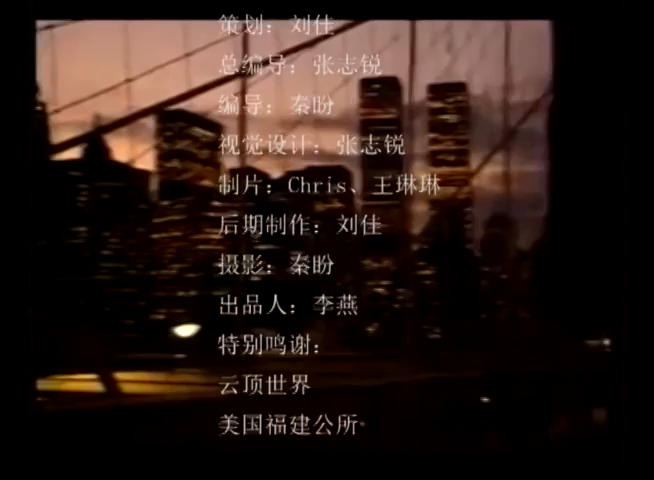 策划：刘佳
总编导：张志锐
编导：秦盼
视觉设计：张志锐
制片：Chris、王琳琳
后期制作：刘佳
摄影：秦盼
出品人：李燕
特别鸣谢：
云顶世界
美国福建公所